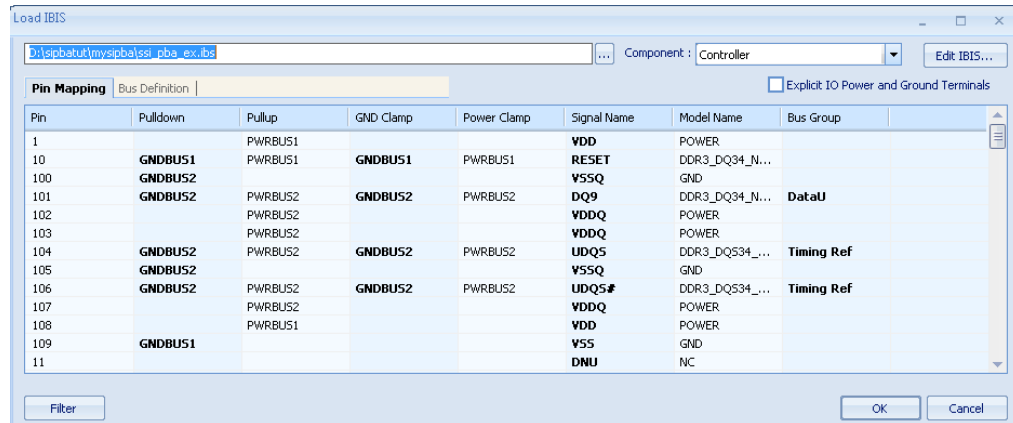 Load IBIS
D:\sipbatut\mysipba\ssi_pba_ex.ibs ... Component : Controller Edit IBIS...
Pin Mapping Bus Definition Explicit IO Power and Ground Terminals
Pin Pulldown Pullup GND Clamp Power Clamp Signal Name Model Name Bus Group
1 PWRBUS1 VDD POWER
10 GNDBUS1 PWRBUS1 GNDBUS1 PWRBUS1 RESET DDR3_DQ34_N...
100 GNDBUS2 VSSQ GND
101 GNDBUS2 PWRBUS2 GNDBUS2 PWRBUS2 DQ9 DDR3_DQ34_N... DataU
102 PWRBUS2 VDDQ POWER
103 PWRBUS2 VDDQ POWER
104 GNDBUS2 PWRBUS2 GNDBUS2 PWRBUS2 UDQS DDR3_DQS34_... Timing Ref
105 GNDBUS2 VSSQ GND
106 GNDBUS2 PWRBUS2 GNDBUS2 PWRBUS2 UDQS# DDR3_DQS34_... Timing Ref
107 PWRBUS2 VDDQ POWER
108 PWRBUS1 VDD POWER
109 GNDBUS1 VSS GND
11 DNU NC
Filter OK Cancel